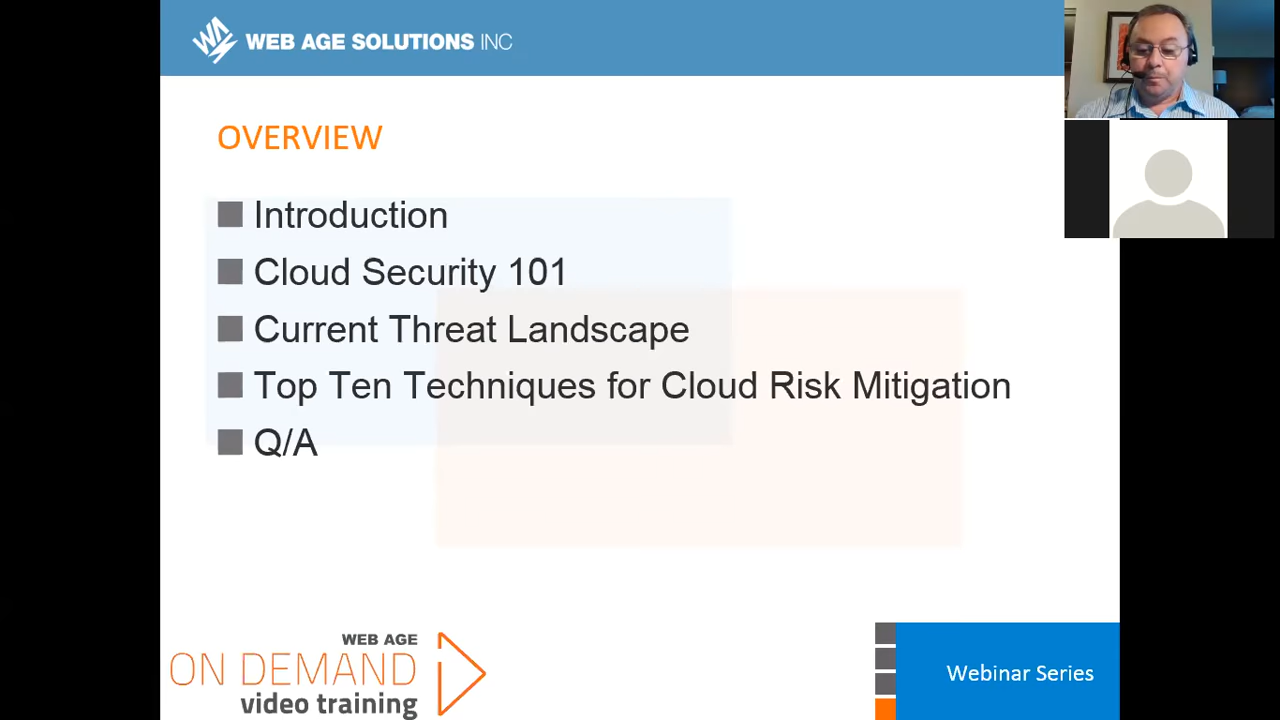 WEB AGE SOLUTIONS INC
OVERVIEW
Introduction
Cloud Security 101
Current Threat Landscape
Top Ten Techniques for Cloud Risk Mitigation
Q/A
WEB AGE
ON DEMAND
video training
Webinar Series